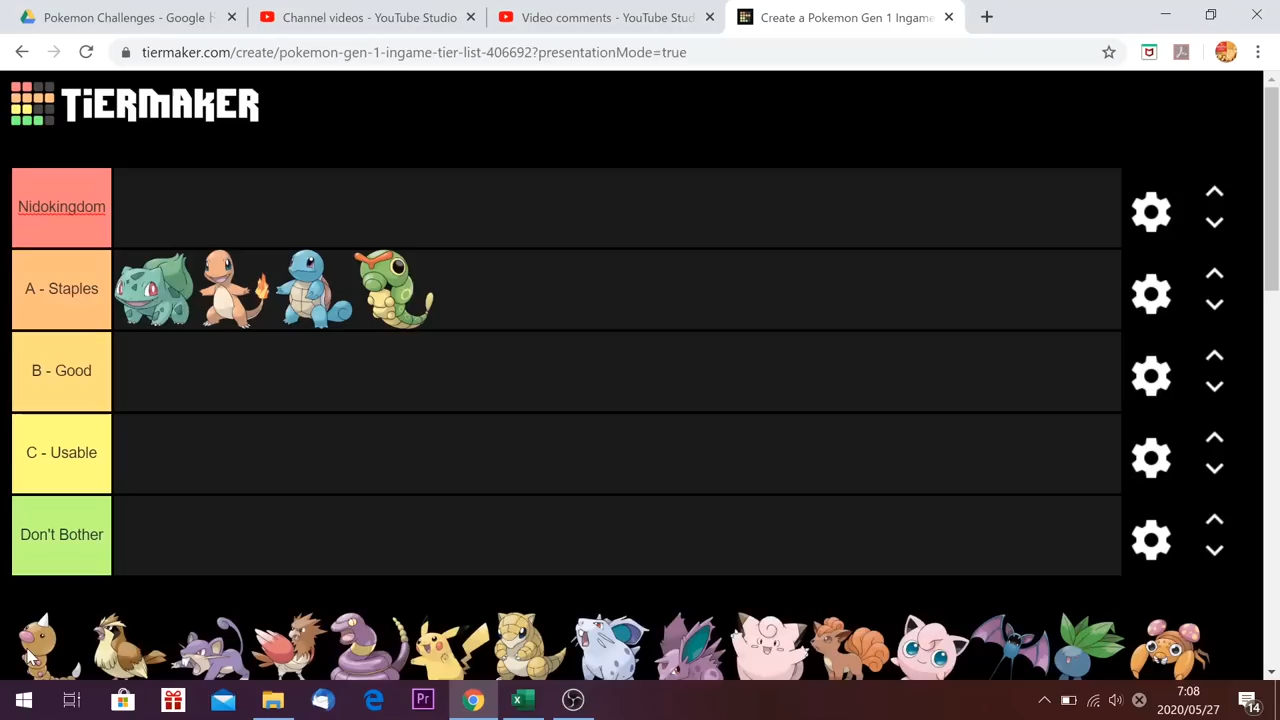 Pokemon Challenges - Google H
Channel videos - YouTube Studio
Video comments - YouTube Stud
Create a Pokemon Gen 1 Ingame
tiermaker.com/create/pokemon-gen-1-ingame-tier-list-406692?presentationMode=true
TiERMAKER
Nidokingdom
A - Staples
B - Good
C - Usable
Don't Bother
Pr
7:08
2020/05/27
14